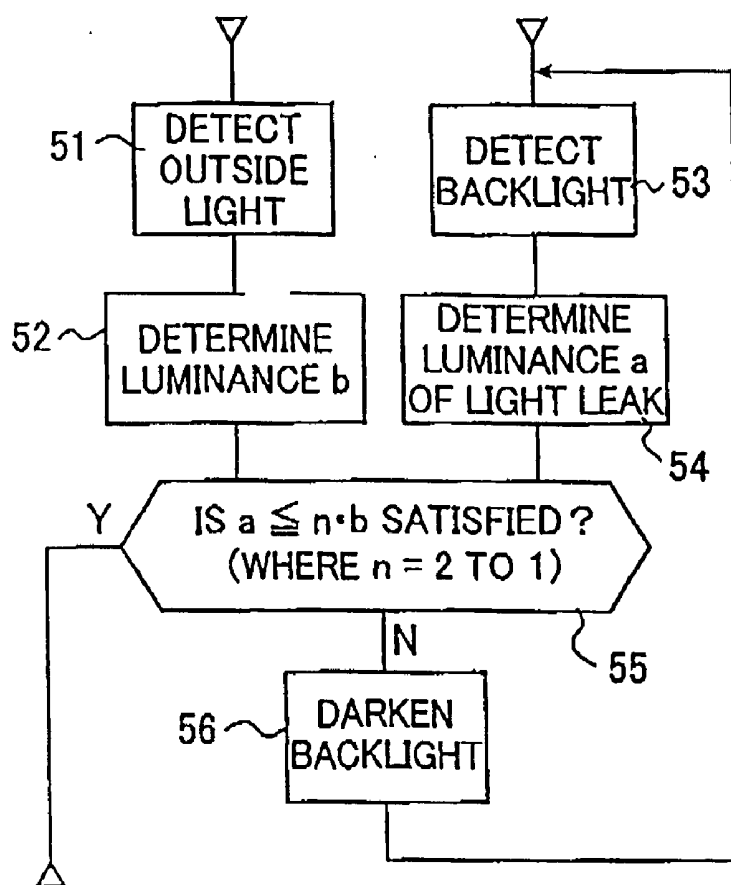 51
DETECT
OUTSIDE
LIGHT
DETECT
BACKLIGHT
53
52
DETERMINE
LUMINANCE b
DETERMINE
LUMINANCE a
OF LIGHT LEAK
54
Y
IS a ≦ n·b SATISFIED?
(WHERE n = 2 TO 1)
55
N
56
DARKEN
BACKLIGHT